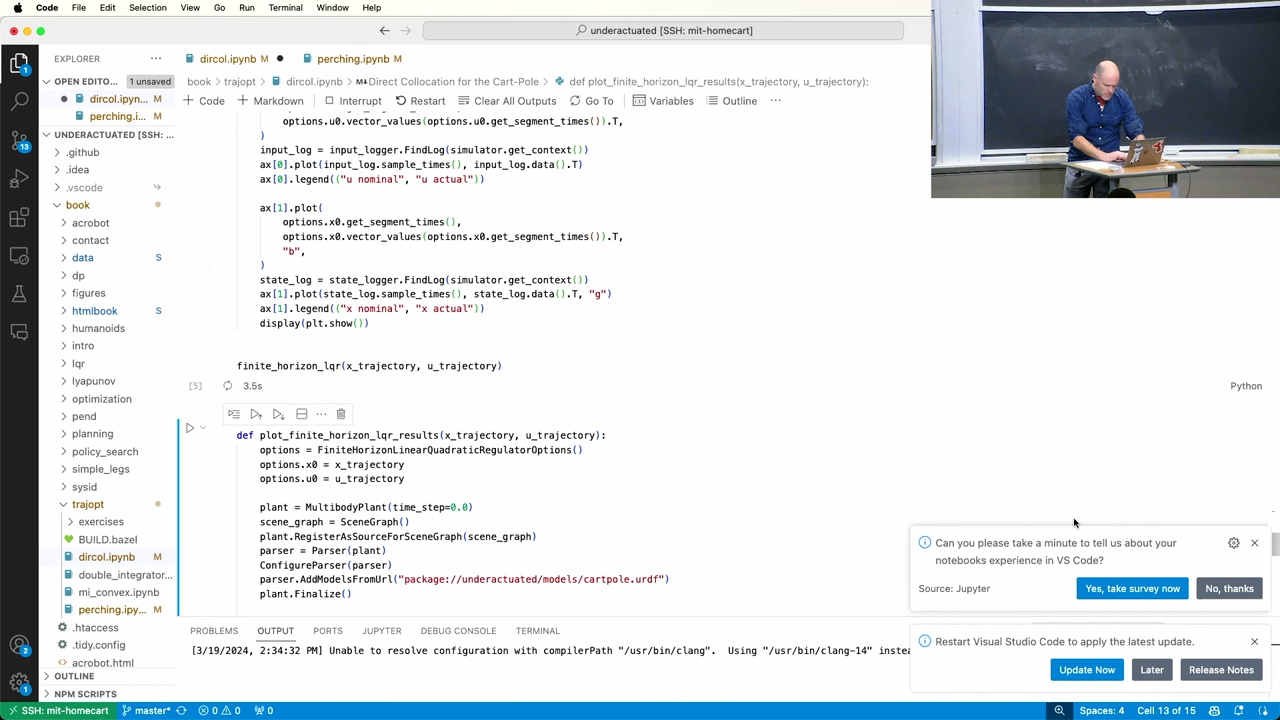 Code File Edit Selection View Go Run Terminal Window Help
underactuated [SSH: mit-homecart]
EXPLORER
dircol.ipynb
perching.ipynb M
OPEN EDITO... 1 unsaved
dircol.ipyn... M
perching.i... M
book > trajopt > dircol.ipynb > Direct Collocation for the Cart-Pole > def plot_finite_horizon_lqr_results(x_trajectory, u_trajectory):
Code Markdown Interrupt Restart Clear All Outputs Go To Variables Outline ...
UNDERACTUATED [SSH: ...
.github
.idea
.vscode
book
acrobot
contact
data S
dp
figures
htmlbook S
humanoids
intro
lqr
lyapunov
optimization
pend
planning
policy_search
simple_legs
sysid
trajopt
exercises
BUILD.bazel
dircol.ipynb M
double_integrator...
mi_convex.ipynb
perching.ipy... M
.htaccess
.tidy.config
acrobot.html
OUTLINE
NPM SCRIPTS
options.u0.vector_values(options.u0.get_segment_times()).T,
)
input_log = input_logger.FindLog(simulator.get_context())
ax[0].plot(input_log.sample_times(), input_log.data().T)
ax[0].legend(("u nominal", "u actual"))
ax[1].plot(
options.x0.get_segment_times(),
options.x0.vector_values(options.x0.get_segment_times()).T,
"b",
)
state_log = state_logger.FindLog(simulator.get_context())
ax[1].plot(state_log.sample_times(), state_log.data().T, "g")
ax[1].legend(("x nominal", "x actual"))
display(plt.show())
finite_horizon_lqr(x_trajectory, u_trajectory)
[5] 3.5s Python
def plot_finite_horizon_lqr_results(x_trajectory, u_trajectory):
options = FiniteHorizonLinearQuadraticRegulatorOptions()
options.x0 = x_trajectory
options.u0 = u_trajectory
plant = MultibodyPlant(time_step=0.0)
scene_graph = SceneGraph()
plant.RegisterAsSourceForSceneGraph(scene_graph)
parser = Parser(plant)
ConfigureParser(parser)
parser.AddModelsFromUrl("package://underactuated/models/cartpole.urdf")
plant.Finalize()
Can you please take a minute to tell us about your
notebooks experience in VS Code?
Source: Jupyter Yes, take survey now No, thanks
PROBLEMS OUTPUT PORTS JUPYTER DEBUG CONSOLE TERMINAL
[3/19/2024, 2:34:32 PM] Unable to resolve configuration with compilerPath "/usr/bin/clang". Using "/usr/bin/clang-14" instea
Restart Visual Studio Code to apply the latest update.
Update Now Later Release Notes
SSH: mit-homecart master* 0 0 0 Spaces: 4 Cell 13 of 15
1
13
2
1